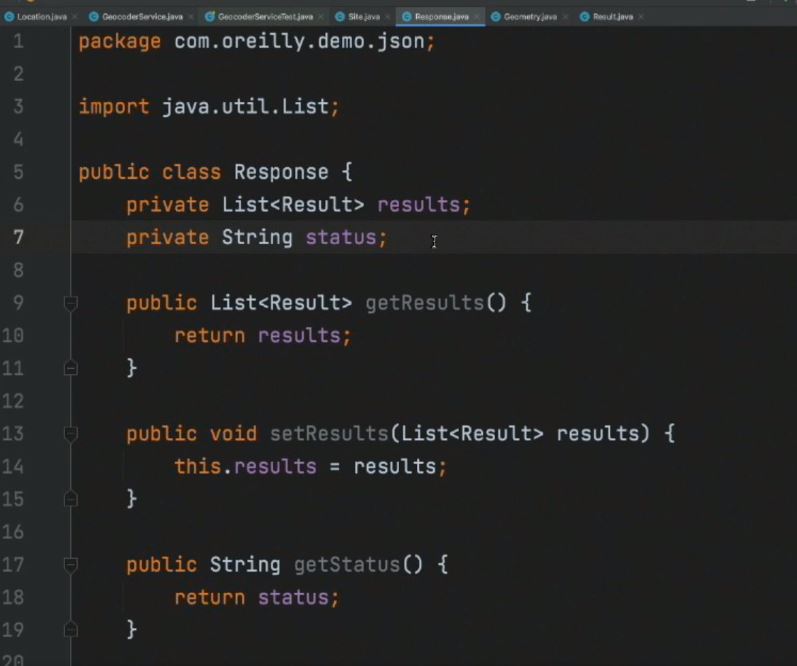 Location.java × GeocoderService.java × GeocoderServiceTest.java × Site.java × Response.java × Geometry.java × Result.java ×
1 package com.oreilly.demo.json;
2
3 import java.util.List;
4
5 public class Response {
6 private List<Result> results;
7 private String status;
8
9 public List<Result> getResults() {
10 return results;
11 }
12
13 public void setResults(List<Result> results) {
14 this.results = results;
15 }
16
17 public String getStatus() {
18 return status;
19 }
20